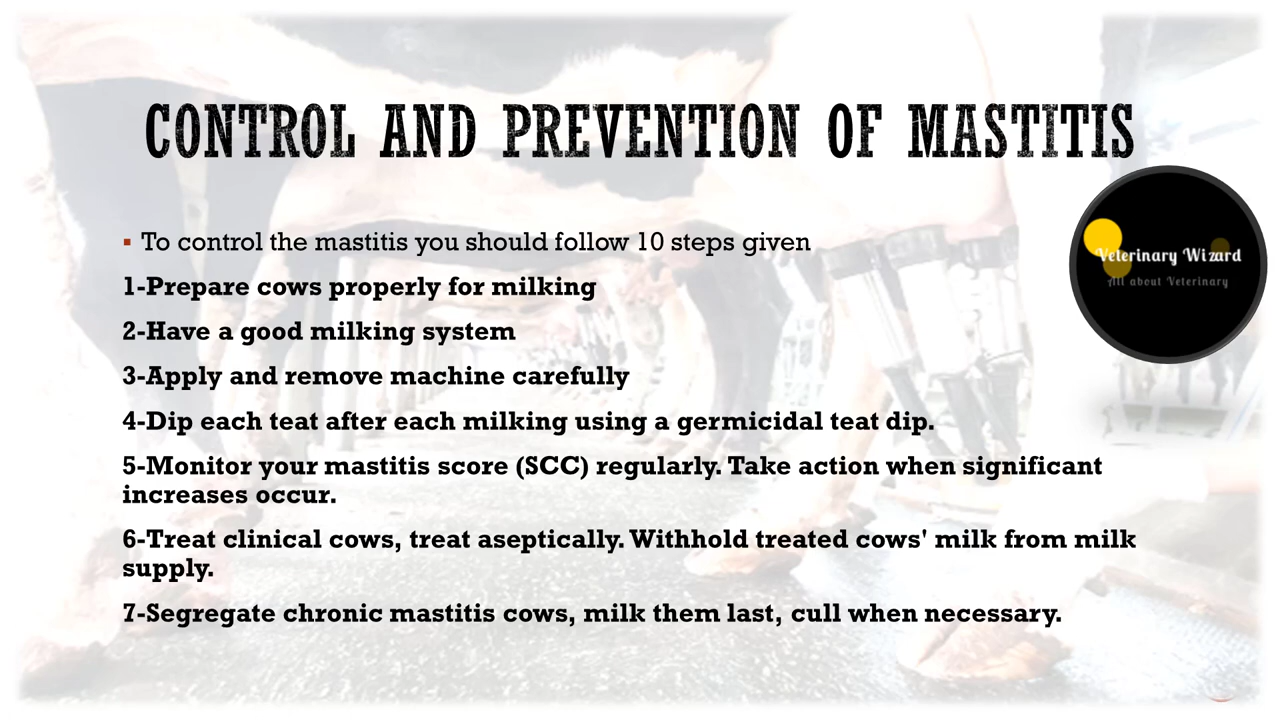 CONTROL AND PREVENTION OF MASTITIS
▪ To control the mastitis you should follow 10 steps given
1-Prepare cows properly for milking
2-Have a good milking system
3-Apply and remove machine carefully
4-Dip each teat after each milking using a germicidal teat dip.
5-Monitor your mastitis score (SCC) regularly. Take action when significant
increases occur.
6-Treat clinical cows, treat aseptically. Withhold treated cows' milk from milk
supply.
7-Segregate chronic mastitis cows, milk them last, cull when necessary.
Veterinary Wizard
All about Veterinary